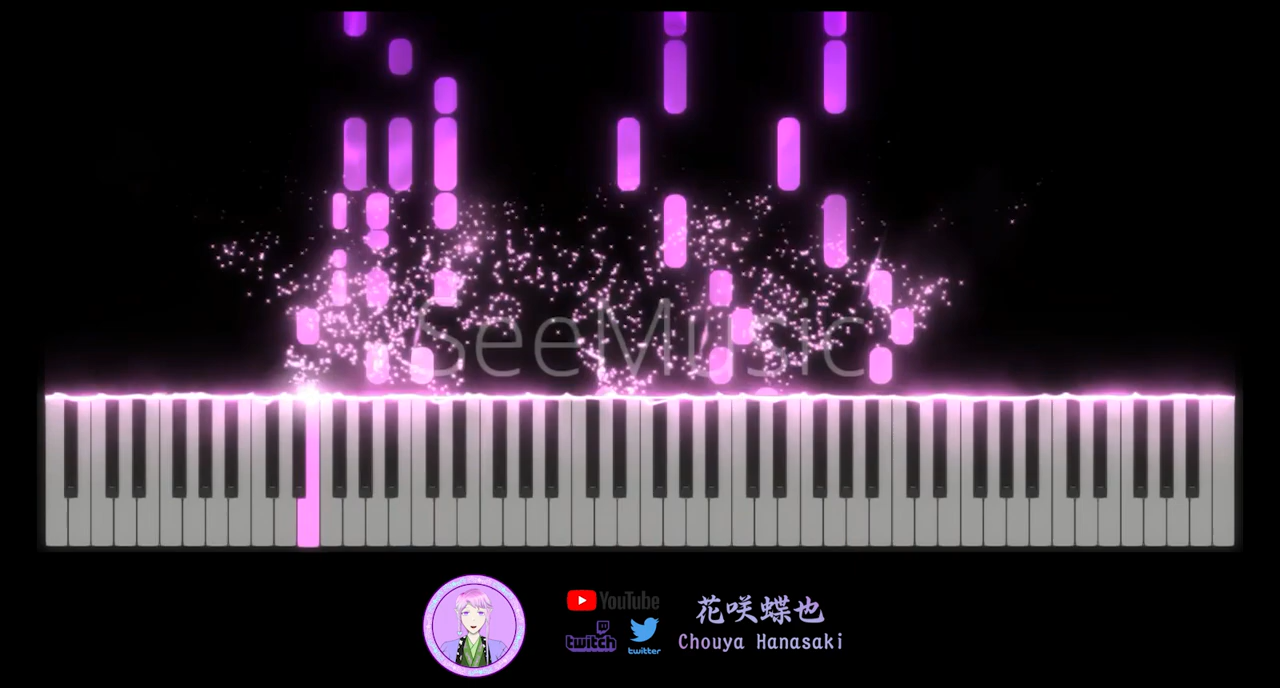 SeeMusic
YouTube
twitch
twitter
花咲蝶也
Chouya Hanasaki